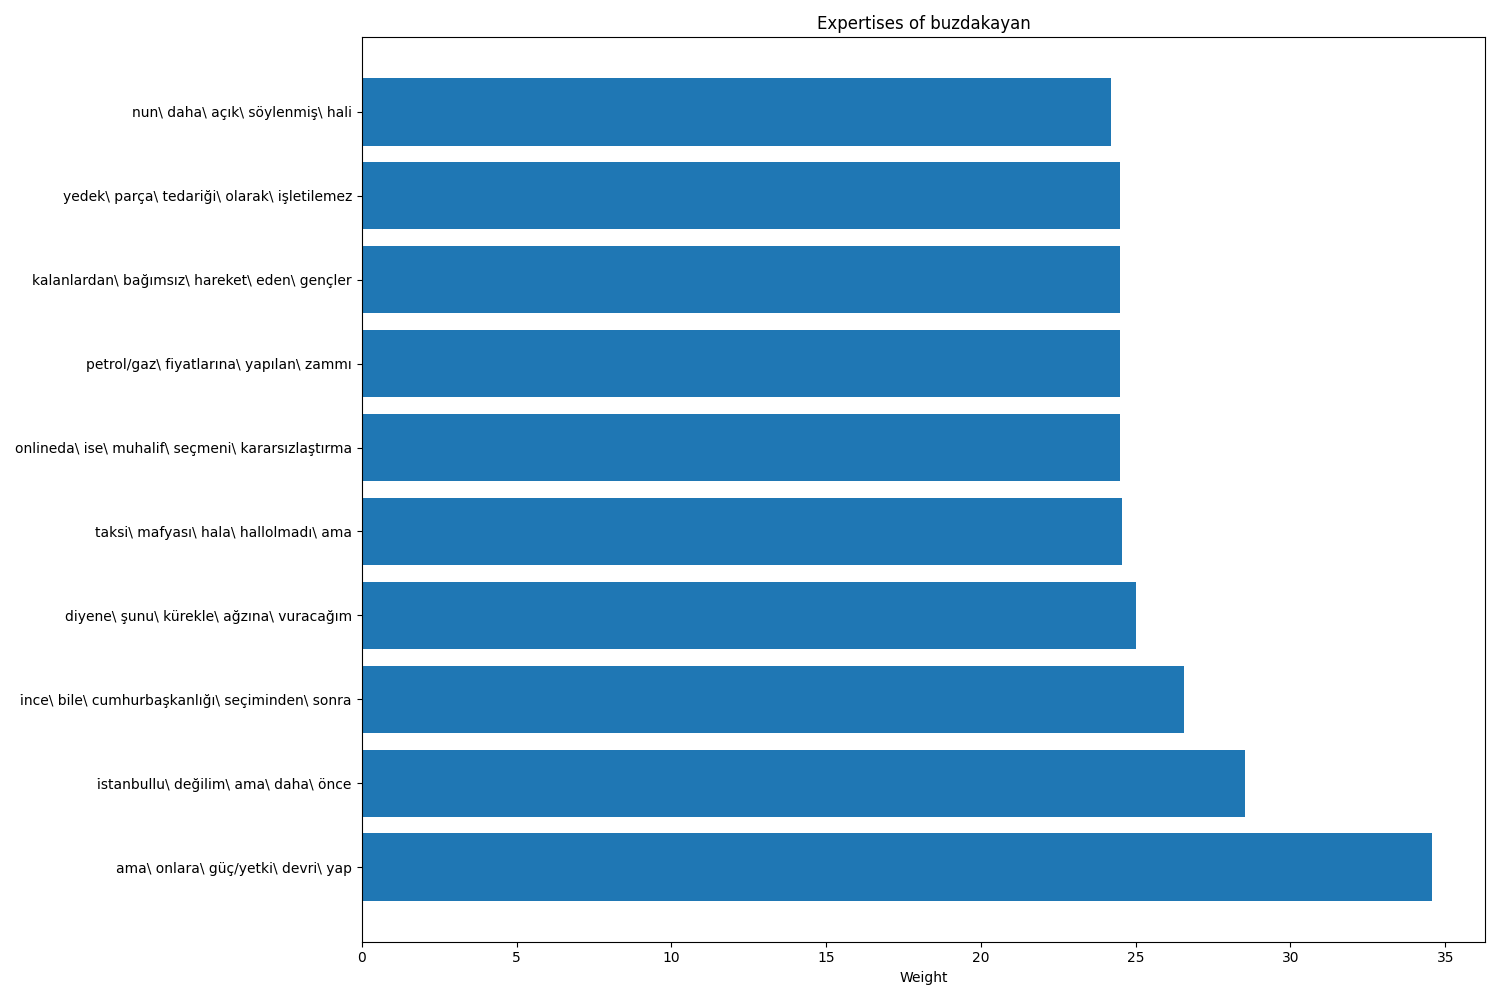 Expertises of buzdakayan
nun\ daha\ açık\ söylenmiş\ hali
yedek\ parça\ tedariği\ olarak\ işletilemez
kalanlardan\ bağımsız\ hareket\ eden\ gençler
petrol/gaz\ fiyatlarına\ yapılan\ zammı
onlineda\ ise\ muhalif\ seçmeni\ kararsızlaştırma
taksi\ mafyası\ hala\ hallolmadı\ ama
diyene\ şunu\ kürekle\ ağzına\ vuracağım
ince\ bile\ cumhurbaşkanlığı\ seçiminden\ sonra
istanbullu\ değilim\ ama\ daha\ önce
ama\ onlara\ güç/yetki\ devri\ yap
0 5 10 15 20 25 30 35
Weight